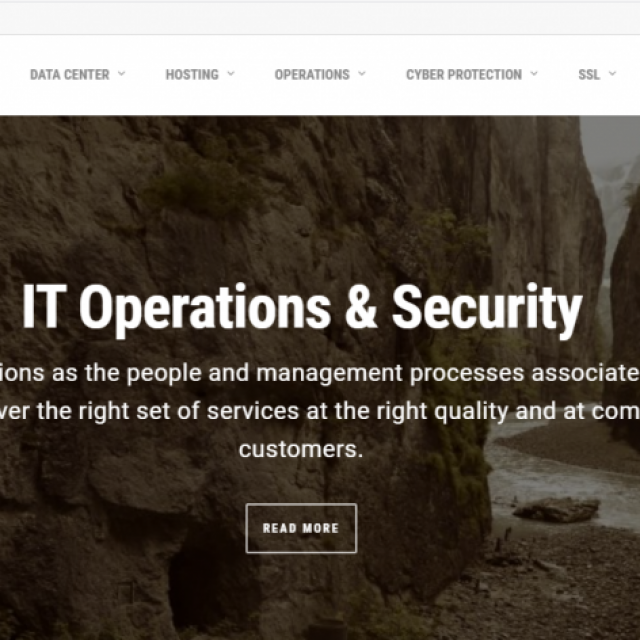 DATA CENTER HOSTING OPERATIONS CYBER PROTECTION SSL
IT Operations & Security
ions as the people and management processes associate
ver the right set of services at the right quality and at com
customers.
READ MORE